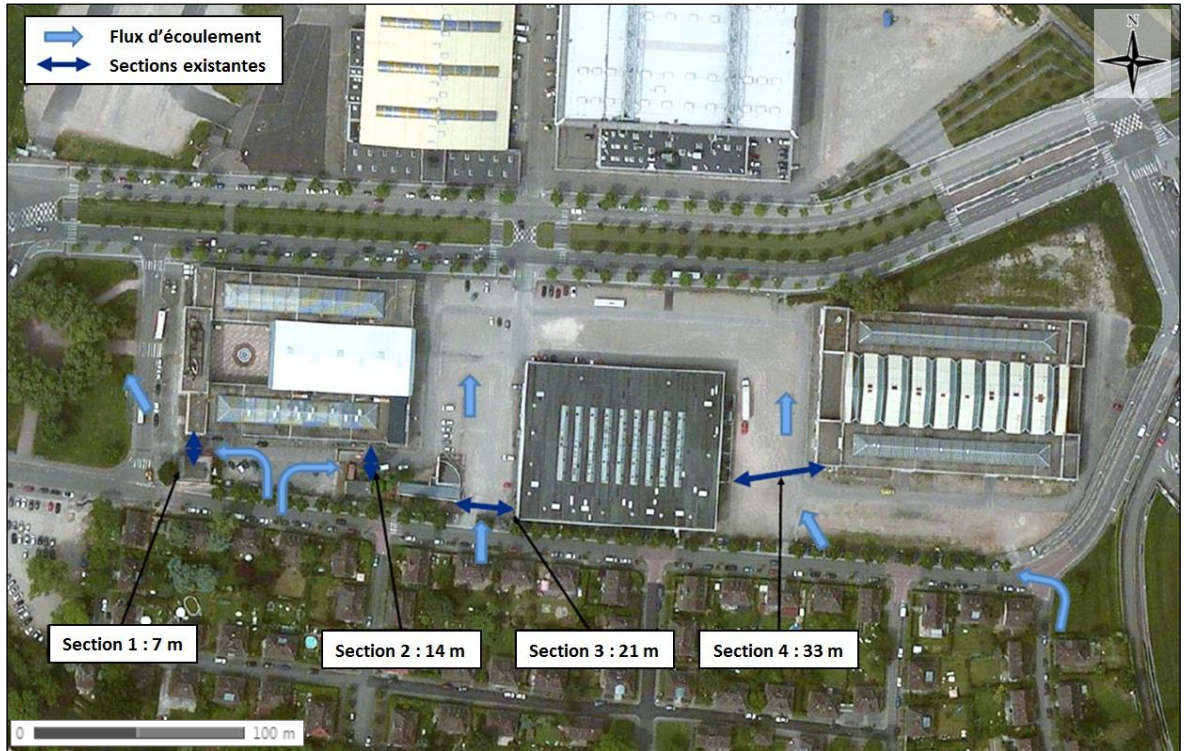 Flux d'écoulement
Sections existantes
N
Section 1 : 7 m
Section 2 : 14 m
Section 3 : 21 m
Section 4 : 33 m
0 100 m